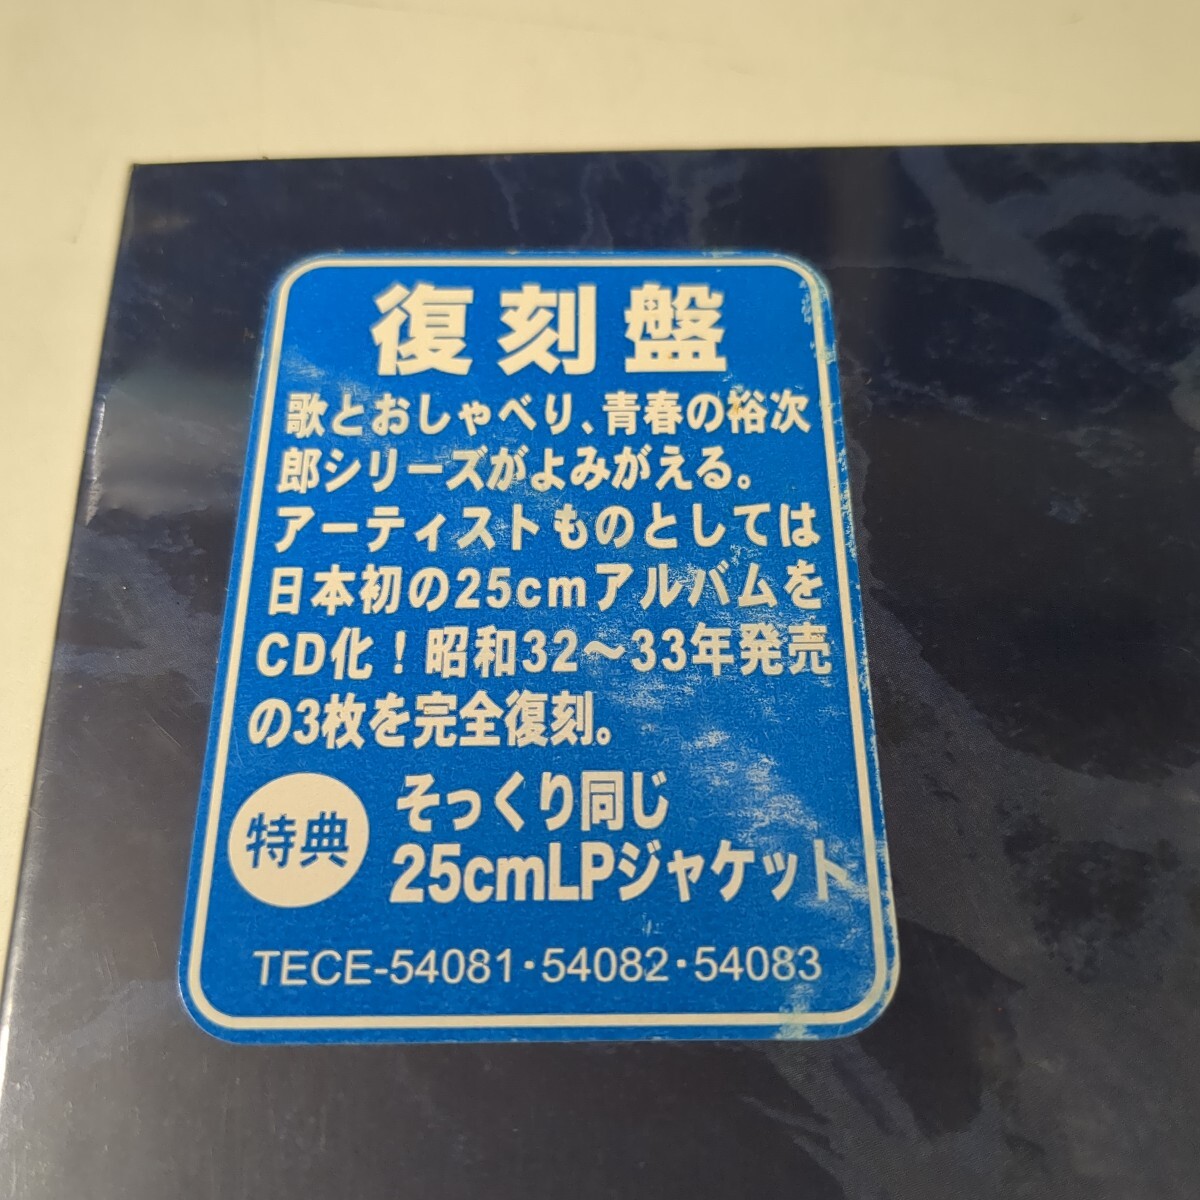 復刻盤
歌とおしゃべり、青春の裕次
郎シリーズがよみがえる。
アーティストものとしては
日本初の25cmアルバムを
CD化！昭和32～33年発売
の3枚を完全復刻。
特典
そっくり同じ
25cmLPジャケット
TECE-54081・54082・54083